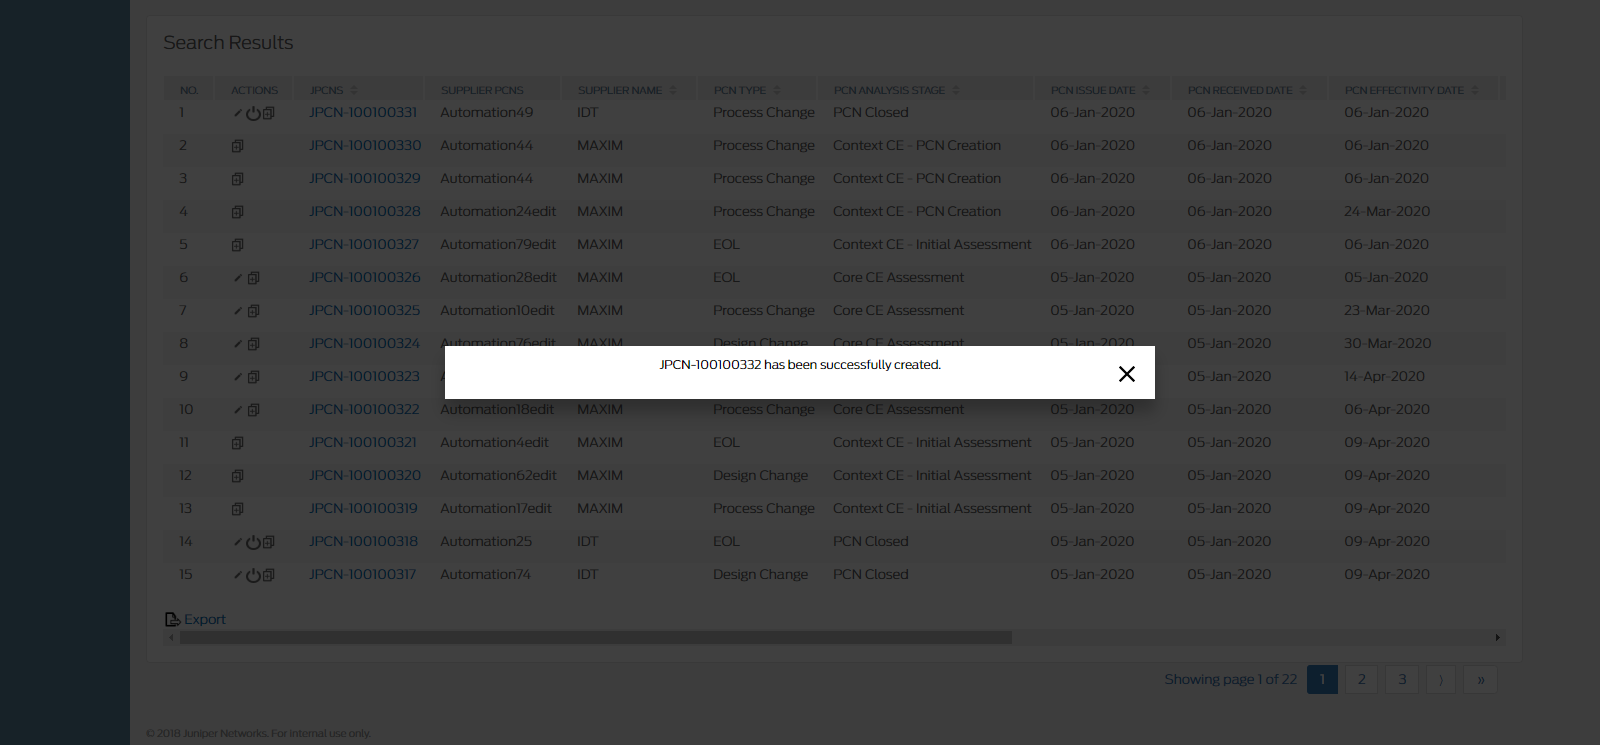 Search Results
NO. ACTIONS JPCNS SUPPLIER PCNS SUPPLIER NAME PCN TYPE PCN ANALYSIS STAGE PCN ISSUE DATE PCN RECEIVED DATE PCN EFFECTIVITY DATE
1 JPCN-100100331 Automation49 IDT Process Change PCN Closed 06-Jan-2020 06-Jan-2020 06-Jan-2020
2 JPCN-100100330 Automation44 MAXIM Process Change Context CE - PCN Creation 06-Jan-2020 06-Jan-2020 06-Jan-2020
3 JPCN-100100329 Automation44 MAXIM Process Change Context CE - PCN Creation 06-Jan-2020 06-Jan-2020 06-Jan-2020
4 JPCN-100100328 Automation24edit MAXIM Process Change Context CE - PCN Creation 06-Jan-2020 06-Jan-2020 24-Mar-2020
5 JPCN-100100327 Automation79edit MAXIM EOL Context CE - Initial Assessment 06-Jan-2020 06-Jan-2020 06-Jan-2020
6 JPCN-100100326 Automation28edit MAXIM EOL Core CE Assessment 05-Jan-2020 05-Jan-2020 05-Jan-2020
7 JPCN-100100325 Automation10edit MAXIM Process Change Core CE Assessment 05-Jan-2020 05-Jan-2020 23-Mar-2020
8 JPCN-100100324 Automation76edit MAXIM Design Change Core CE Assessment 05-Jan-2020 05-Jan-2020 30-Mar-2020
JPCN-100100332 has been successfully created.
9 JPCN-100100323 05-Jan-2020 14-Apr-2020
10 JPCN-100100322 Automation18edit MAXIM Process Change Core CE Assessment 05-Jan-2020 05-Jan-2020 06-Apr-2020
11 JPCN-100100321 Automation4edit MAXIM EOL Context CE - Initial Assessment 05-Jan-2020 05-Jan-2020 09-Apr-2020
12 JPCN-100100320 Automation62edit MAXIM Design Change Context CE - Initial Assessment 05-Jan-2020 05-Jan-2020 09-Apr-2020
13 JPCN-100100319 Automation17edit MAXIM Process Change Context CE - Initial Assessment 05-Jan-2020 05-Jan-2020 09-Apr-2020
14 JPCN-100100318 Automation25 IDT EOL PCN Closed 05-Jan-2020 05-Jan-2020 09-Apr-2020
15 JPCN-100100317 Automation74 IDT Design Change PCN Closed 05-Jan-2020 05-Jan-2020 09-Apr-2020
Export
Showing page 1 of 22 1 2 3 ⟩ »
© 2018 Juniper Networks. For internal use only.